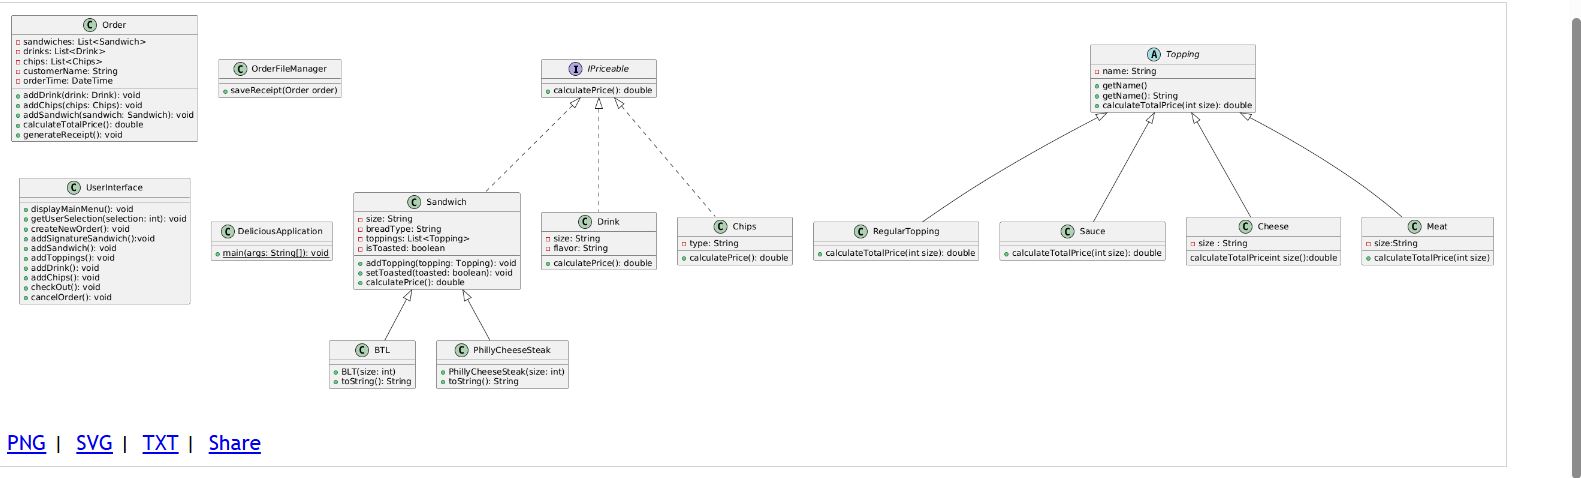 C Order
sandwiches: List<Sandwich>
drinks: List<Drink>
chips: List<Chips>
customerName: String
orderTime: DateTime
addDrink(drink: Drink): void
addChips(chips: Chips): void
addSandwich(sandwich: Sandwich): void
calculateTotalPrice(): double
generateReceipt(): void
C OrderFileManager
saveReceipt(Order order)
I IPriceable
calculatePrice(): double
A Topping
name: String
getName()
getName(): String
calculateTotalPrice(int size): double
C UserInterface
displayMainMenu(): void
getUserSelection(selection: int): void
createNewOrder(): void
addSignatureSandwich():void
addSandwich(): void
addToppings(): void
addDrink(): void
addChips(): void
checkOut(): void
cancelOrder(): void
C DeliciousApplication
main(args: String[]): void
C Sandwich
size: String
breadType: String
toppings: List<Topping>
isToasted: boolean
addTopping(topping: Topping): void
setToasted(toasted: boolean): void
calculatePrice(): double
C Drink
size: String
flavor: String
calculatePrice(): double
C Chips
type: String
calculatePrice(): double
C RegularTopping
calculateTotalPrice(int size): double
C Sauce
calculateTotalPrice(int size): double
C Cheese
size : String
calculateTotalPriceint size():double
C Meat
size:String
calculateTotalPrice(int size)
C BTL
BLT(size: int)
toString(): String
C PhillyCheeseSteak
PhillyCheeseSteak(size: int)
toString(): String
PNG | SVG | TXT | Share